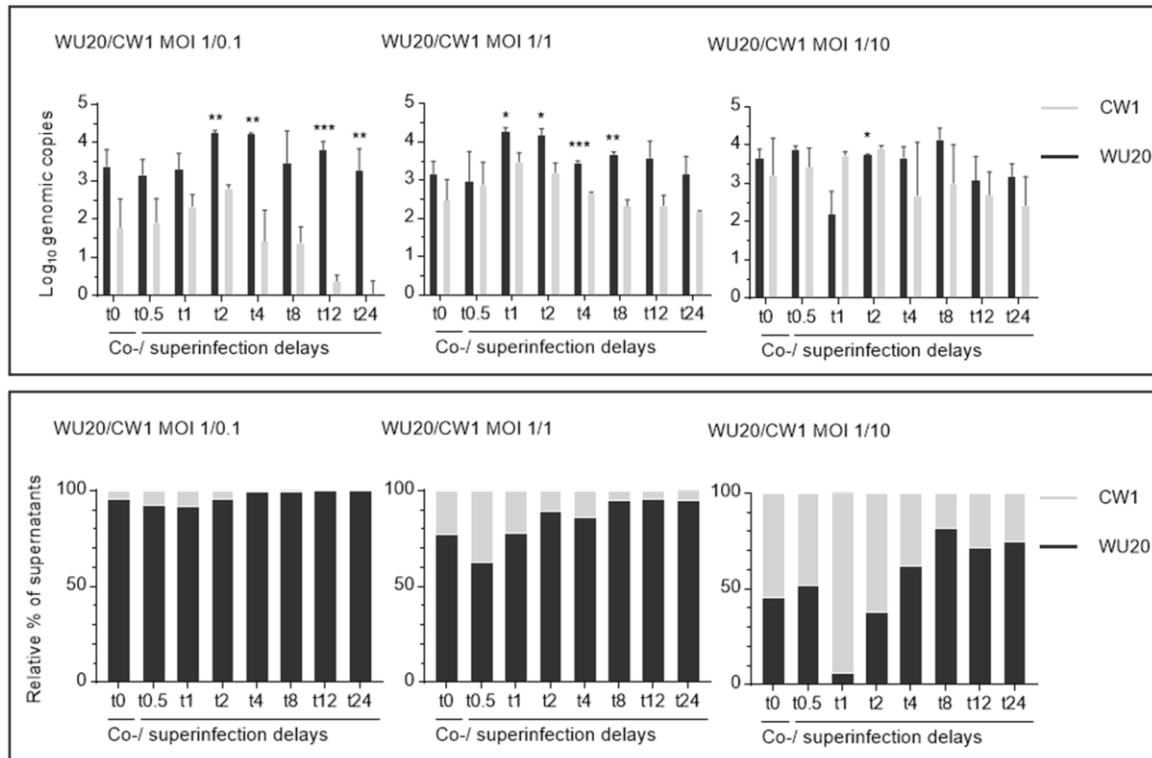 WU20/CW1 MOI 1/0.1
WU20/CW1 MOI 1/1
WU20/CW1 MOI 1/10
CW1
WU20
Log10 genomic copies
5
4
3
2
1
0
** ** *** **
t0 t0.5 t1 t2 t4 t8 t12 t24
Co-/ superinfection delays
5
4
3
2
1
0
* * *** **
t0 t0.5 t1 t2 t4 t8 t12 t24
Co-/ superinfection delays
5
4
3
2
1
0
*
t0 t0.5 t1 t2 t4 t8 t12 t24
Co-/ superinfection delays
WU20/CW1 MOI 1/0.1
WU20/CW1 MOI 1/1
WU20/CW1 MOI 1/10
CW1
WU20
Relative % of supernatants
100
50
0
t0 t0.5 t1 t2 t4 t8 t12 t24
Co-/ superinfection delays
100
50
0
t0 t0.5 t1 t2 t4 t8 t12 t24
Co-/ superinfection delays
100
50
0
t0 t0.5 t1 t2 t4 t8 t12 t24
Co-/ superinfection delays